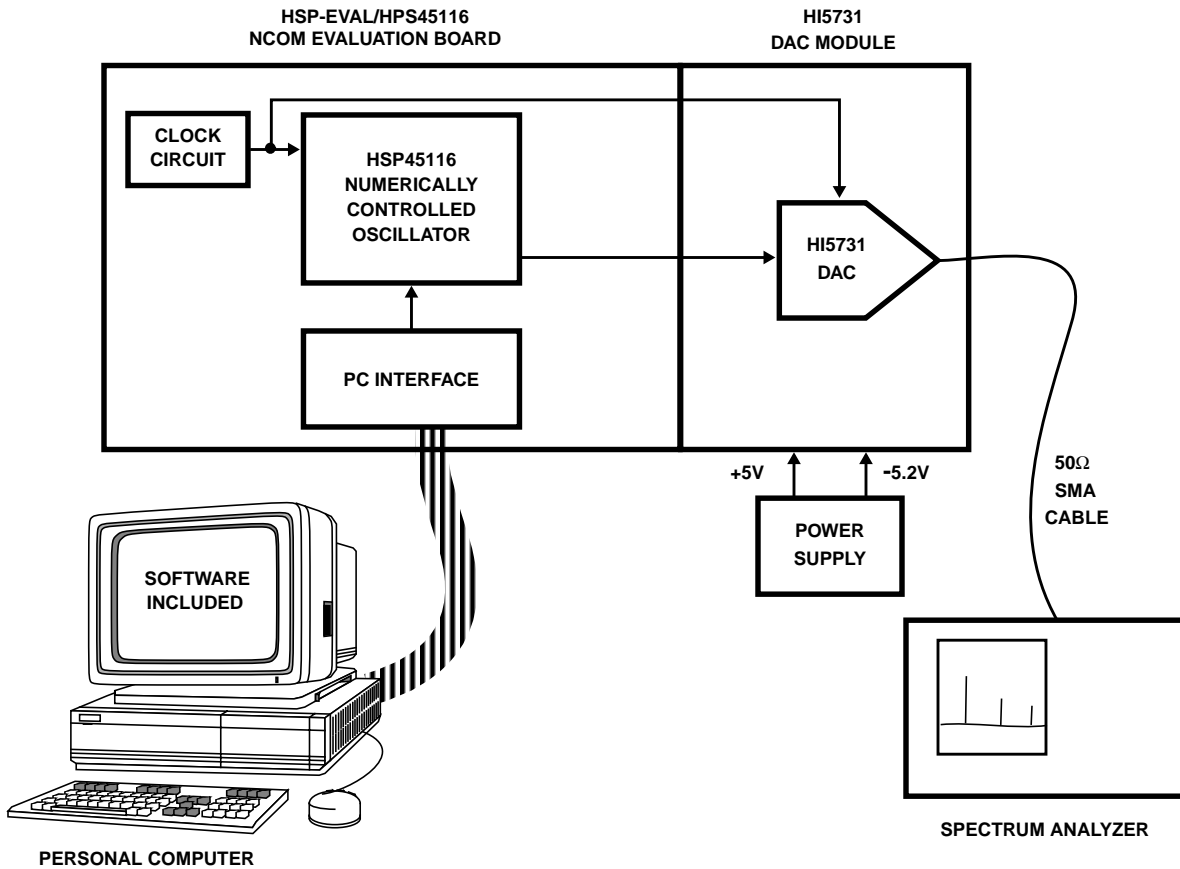 HSP-EVAL/HPS45116
NCOM EVALUATION BOARD
HI5731
DAC MODULE
CLOCK
CIRCUIT
HSP45116
NUMERICALLY
CONTROLLED
OSCILLATOR
HI5731
DAC
PC INTERFACE
+5V
-5.2V
50Ω
SMA
CABLE
POWER
SUPPLY
SOFTWARE
INCLUDED
SPECTRUM ANALYZER
PERSONAL COMPUTER